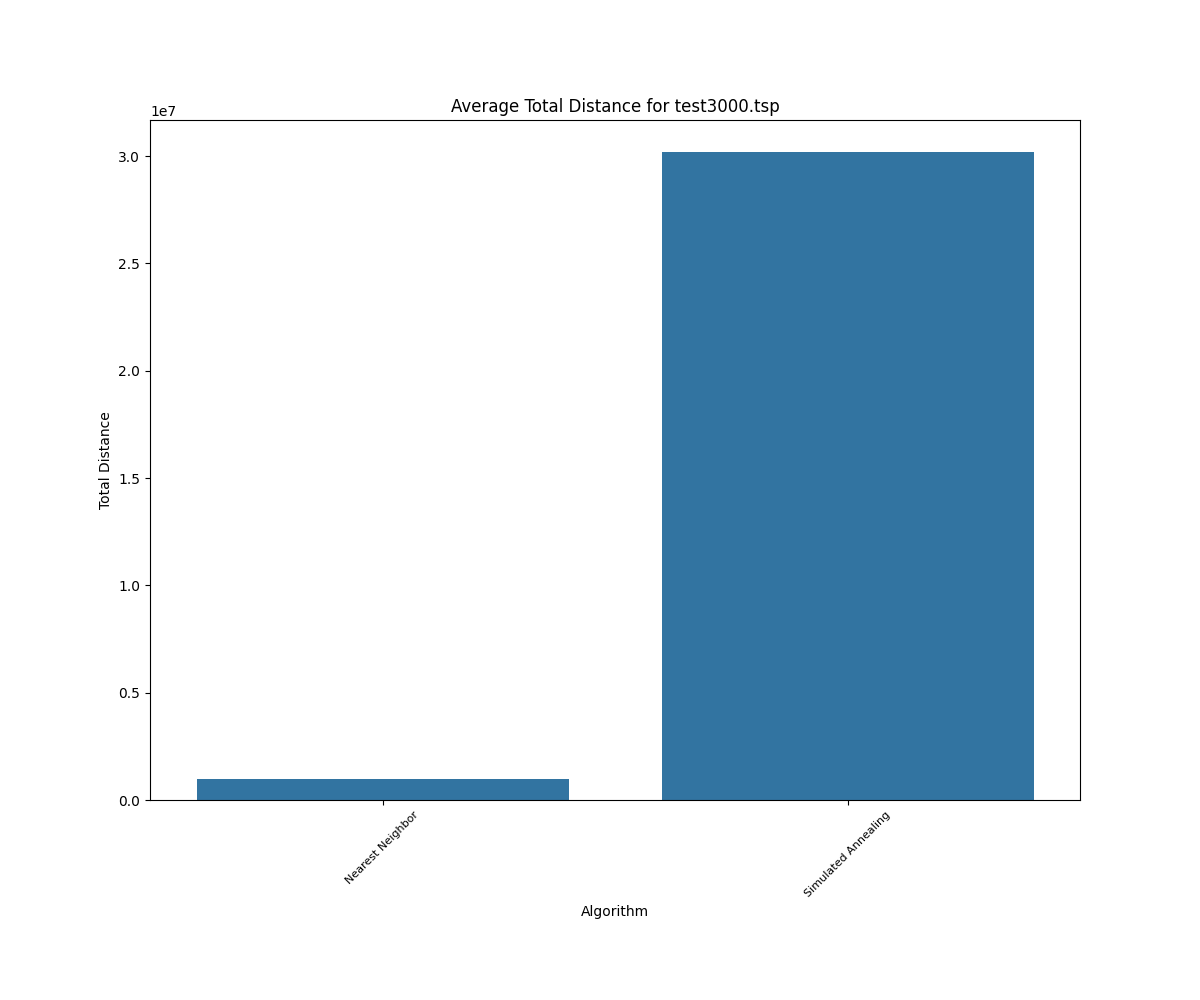 Average Total Distance for test3000.tsp
1e7
3.0
2.5
2.0
1.5
1.0
0.5
0.0
Total Distance
Nearest Neighbor
Simulated Annealing
Algorithm